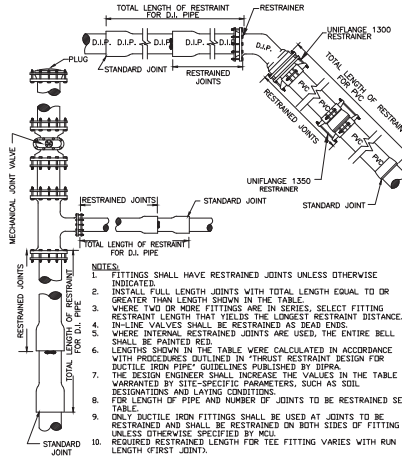 TOTAL LENGTH OF RESTRAINT
FOR D.I. PIPE
RESTRAINER
UNIFLANGE 1300
RESTRAINER
D.I.P.
D.I.P.
D.I.P.
D.I.P.
D.I.P.
PLUG
STANDARD JOINT
RESTRAINED
JOINTS
TOTAL LENGTH OF RESTRAINT
FOR PVC
RESTRAINED JOINTS
PVC
PVC
PVC
PVC
UNIFLANGE 1350
RESTRAINER
STANDARD JOINT
MECHANICAL JOINT VALVE
RESTRAINED JOINTS
STANDARD JOINT
TOTAL LENGTH OF RESTRAINT
FOR D.I. PIPE
RESTRAINED JOINTS
TOTAL LENGTH OF RESTRAINT
FOR D.I. PIPE
STANDARD
JOINT
NOTES:
1. FITTINGS SHALL HAVE RESTRAINED JOINTS UNLESS OTHERWISE
INDICATED.
2. INSTALL FULL LENGTH JOINTS WITH TOTAL LENGTH EQUAL TO OR
GREATER THAN LENGTH SHOWN IN THE TABLE.
3. WHERE TWO OR MORE FITTINGS ARE IN SERIES, SELECT FITTING
RESTRAINT LENGTH THAT YIELDS THE LONGEST RESTRAINT DISTANCE.
4. IN-LINE VALVES SHALL BE RESTRAINED AS DEAD ENDS.
5. WHERE INTERNAL RESTRAINED JOINTS ARE USED, THE ENTIRE BELL
SHALL BE PAINTED RED.
6. LENGTHS SHOWN IN THE TABLE WERE CALCULATED IN ACCORDANCE
WITH PROCEDURES OUTLINED IN "THRUST RESTRAINT DESIGN FOR
DUCTILE IRON PIPE" GUIDELINES PUBLISHED BY DIPRA.
7. THE DESIGN ENGINEER SHALL INCREASE THE VALUES IN THE TABLE
WARRANTED BY SITE-SPECIFIC PARAMETERS, SUCH AS SOIL
DESIGNATIONS AND LAYING CONDITIONS.
8. FOR LENGTH OF PIPE AND NUMBER OF JOINTS TO BE RESTRAINED SE
TABLE.
9. ONLY DUCTILE IRON FITTINGS SHALL BE USED AT JOINTS TO BE
RESTRAINED AND SHALL BE RESTRAINED ON BOTH SIDES OF FITTING
UNLESS OTHERWISE SPECIFIED BY MCU.
10. REQUIRED RESTRAINED LENGTH FOR TEE FITTING VARIES WITH RUN
LENGTH (FIRST JOINT).